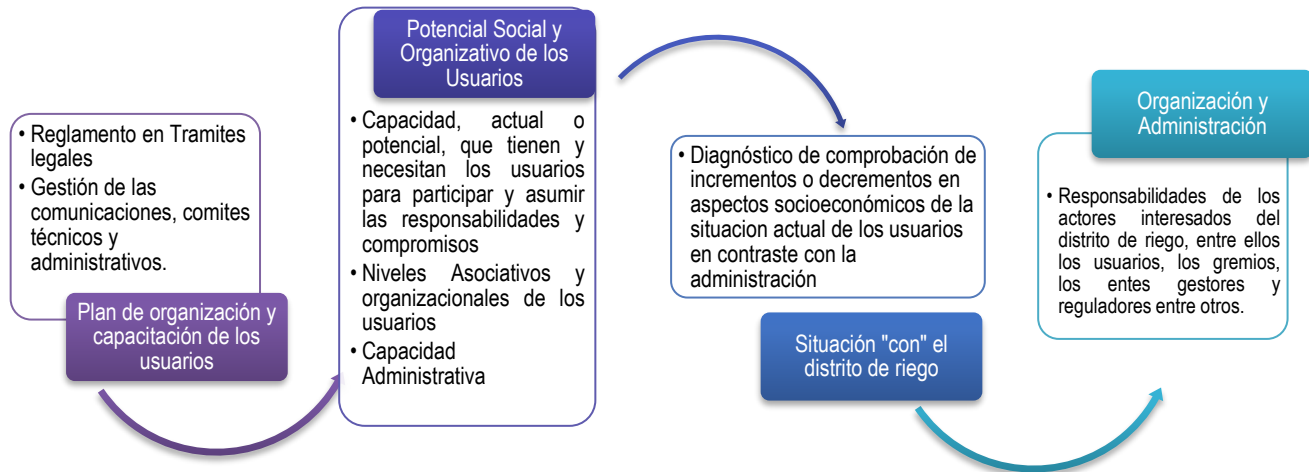 • Reglamento en Tramites
legales
• Gestión de las
comunicaciones, comites
técnicos y
administrativos.
Plan de organización y
capacitación de los
usuarios
Potencial Social y
Organizativo de los
Usuarios
• Capacidad, actual o
potencial, que tienen y
necesitan los usuarios
para participar y asumir
las responsabilidades y
compromisos
• Niveles Asociativos y
organizacionales de los
usuarios
• Capacidad
Administrativa
• Diagnóstico de comprobación de
incrementos o decrementos en
aspectos socioeconómicos de la
situacion actual de los usuarios
en contraste con la
administración
Situación "con" el
distrito de riego
Organización y
Administración
• Responsabilidades de los
actores interesados del
distrito de riego, entre ellos
los usuarios, los gremios,
los entes gestores y
reguladores entre otros.